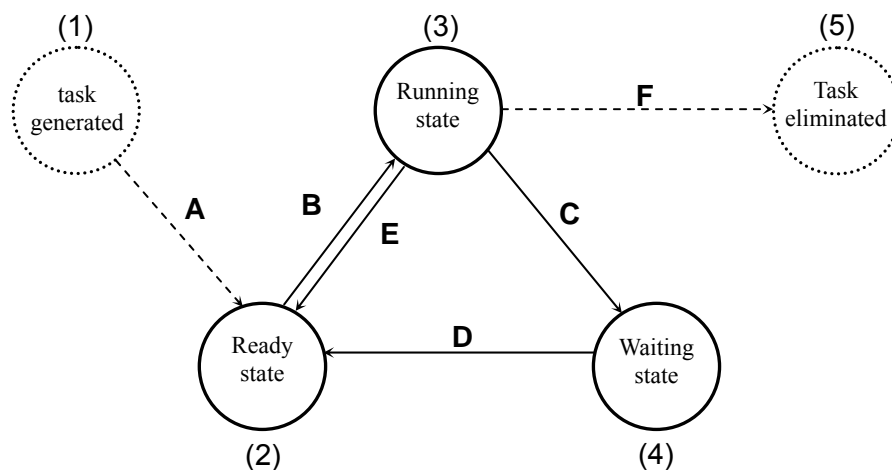 (1)
(3)
(5)
task
generated
Running
state
F
Task
eliminated
A
B
E
C
D
Ready
state
Waiting
state
(2)
(4)